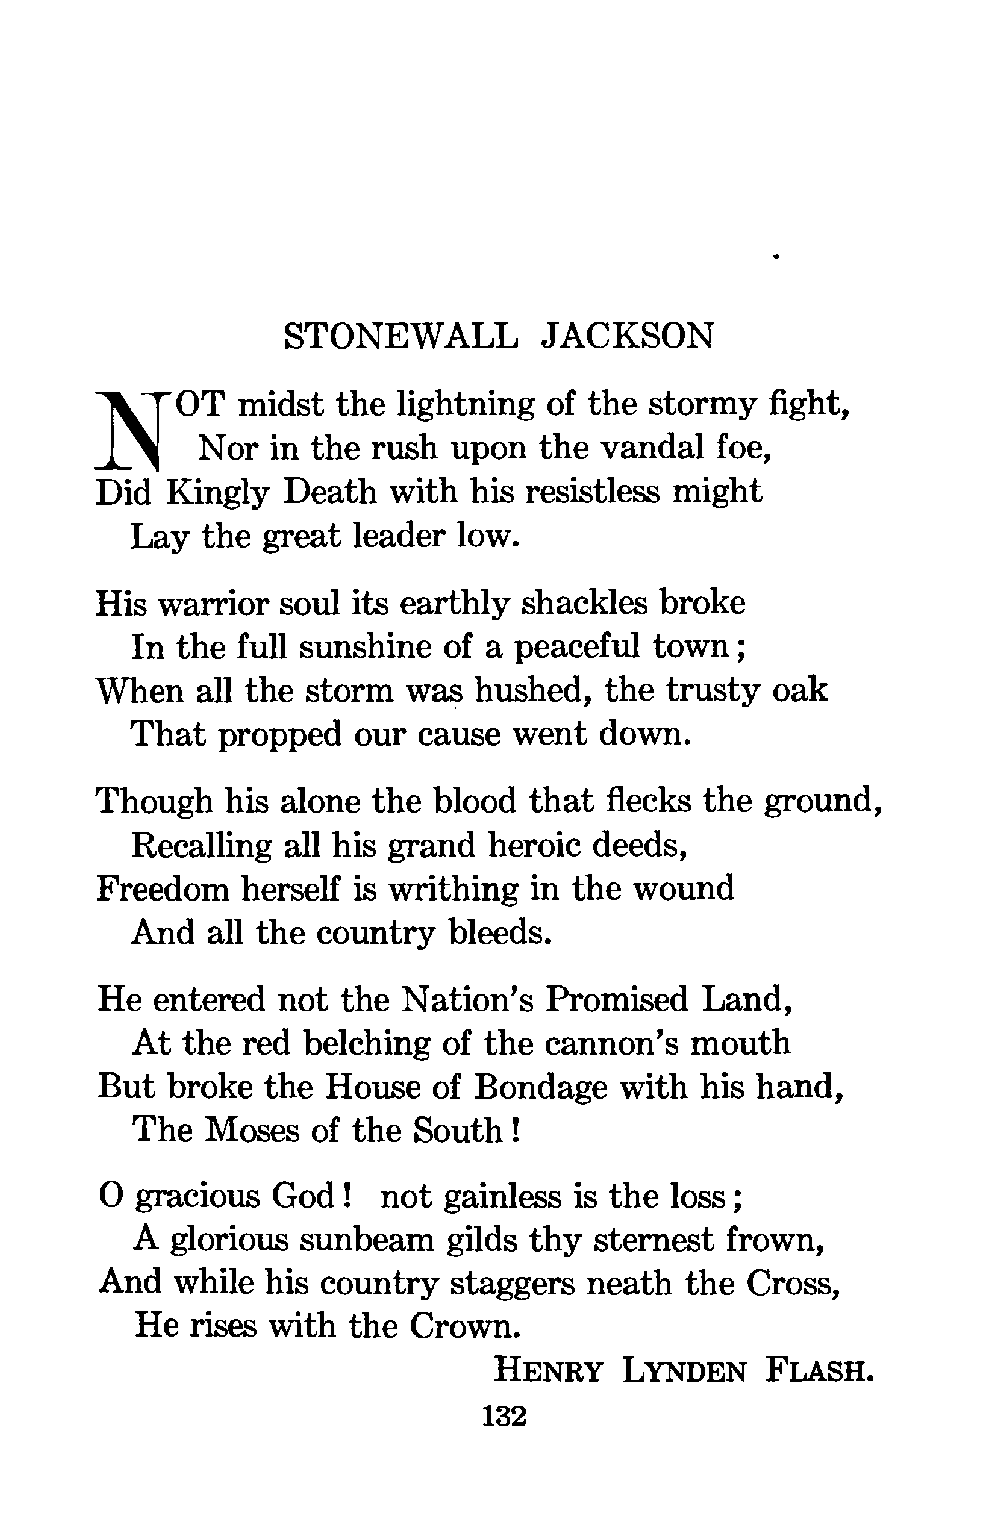 STONEWALL JACKSON
NOT midst the lightning of the stormy fight,
Nor in the rush upon the vandal foe,
Did Kingly Death with his resistless might
Lay the great leader low.
His warrior soul its earthly shackles broke
In the full sunshine of a peaceful town;
When all the storm was hushed, the trusty oak
That propped our cause went down.
Though his alone the blood that flecks the ground,
Recalling all his grand heroic deeds,
Freedom herself is writhing in the wound
And all the country bleeds.
He entered not the Nation's Promised Land,
At the red belching of the cannon's mouth
But broke the House of Bondage with his hand,
The Moses of the South!
O gracious God! not gainless is the loss;
A glorious sunbeam gilds thy sternest frown,
And while his country staggers neath the Cross,
He rises with the Crown.
HENRY LYNDEN FLASH.
132